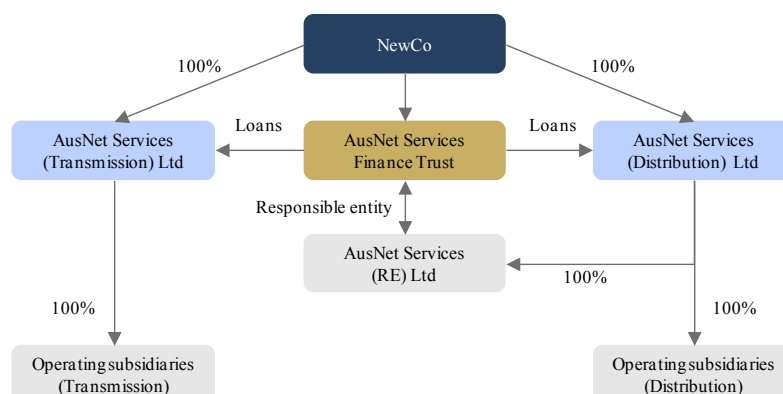 NewCo
100%
100%
AusNet Services
(Transmission) Ltd
Loans
AusNet Services
Finance Trust
Loans
AusNet Services
(Distribution) Ltd
Responsible entity
AusNet Services
(RE) Ltd
100%
100%
100%
Operating subsidiaries
(Transmission)
Operating subsidiaries
(Distribution)